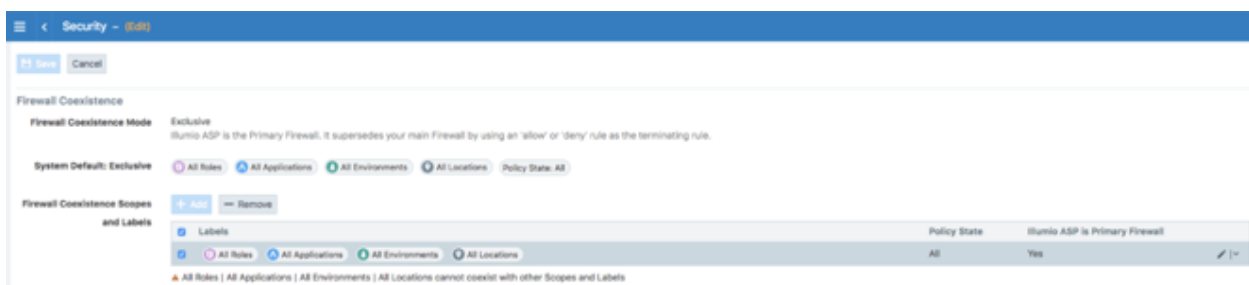 Security – (Edit)
Save Cancel
Firewall Coexistence
Firewall Coexistence Mode Exclusive
Illumio ASP is the Primary Firewall. It supersedes your main Firewall by using an 'allow' or 'deny' rule as the terminating rule.
System Default: Exclusive All Roles All Applications All Environments All Locations Policy State: All
Firewall Coexistence Scopes and Labels + Add — Remove
Labels Policy State Illumio ASP is Primary Firewall
All Roles All Applications All Environments All Locations All Yes
All Roles | All Applications | All Environments | All Locations cannot coexist with other Scopes and Labels